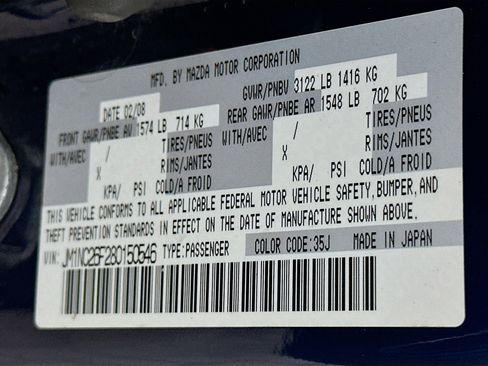 MFD. BY MAZDA MOTOR CORPORATION
DATE 02/08 GVWR/PNBV 3122 LB 1416 KG
FRONT GAWR/PNBE AV 1574 LB 714 KG REAR GAWR/PNBE AR 1548 LB 702 KG
WITH/AVEC / TIRES/PNEUS WITH/AVEC / TIRES/PNEUS
X RIMS/JANTES X RIMS/JANTES
KPA/ PSI COLD/A FROID KPA/ PSI COLD/A FROID
THIS VEHICLE CONFORMS TO ALL APPLICABLE FEDERAL MOTOR VEHICLE SAFETY, BUMPER, AND
THEFT PREVENTION STANDARDS IN EFFECT ON THE DATE OF MANUFACTURE SHOWN ABOVE.
VIN: JM1NC25F280150546 TYPE:PASSENGER COLOR CODE:35J MADE IN JAPAN